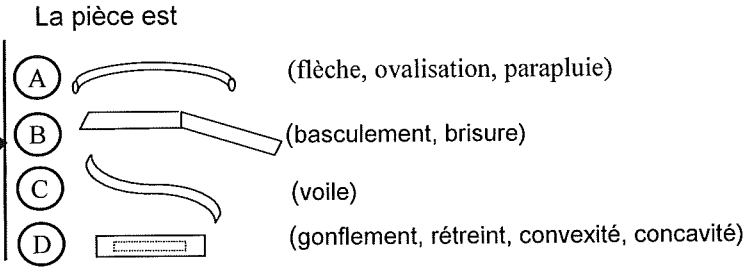 La pièce est
A (flèche, ovalisation, parapluie)
B (basculement, brisure)
C (voile)
D (gonflement, rétreint, convexité, concavité)